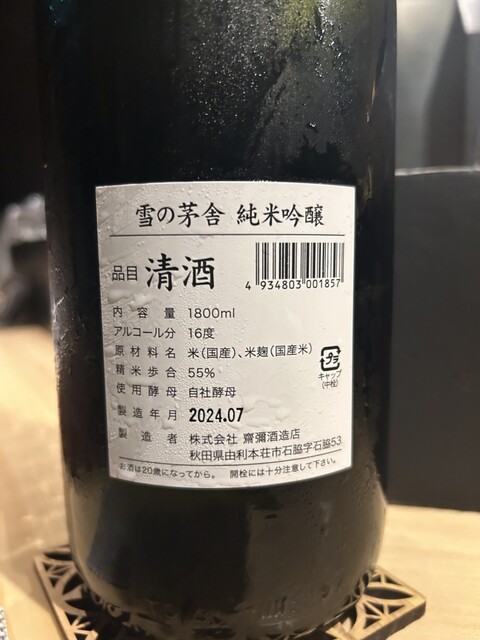 雪の茅舎 純米吟醸
品目 清酒
4 934803 001857
内容量 1800ml
アルコール分 16度
原材料名 米(国産)、米麹(国産米)
精米歩合 55%
使用酵母 自社酵母
プラ
キャップ
(中栓)
製造年月 2024.07
製造者 株式会社 齋彌酒造店
秋田県由利本荘市石脇字石脇53
お酒は20歳になってから。 開栓には十分注意して下さい。